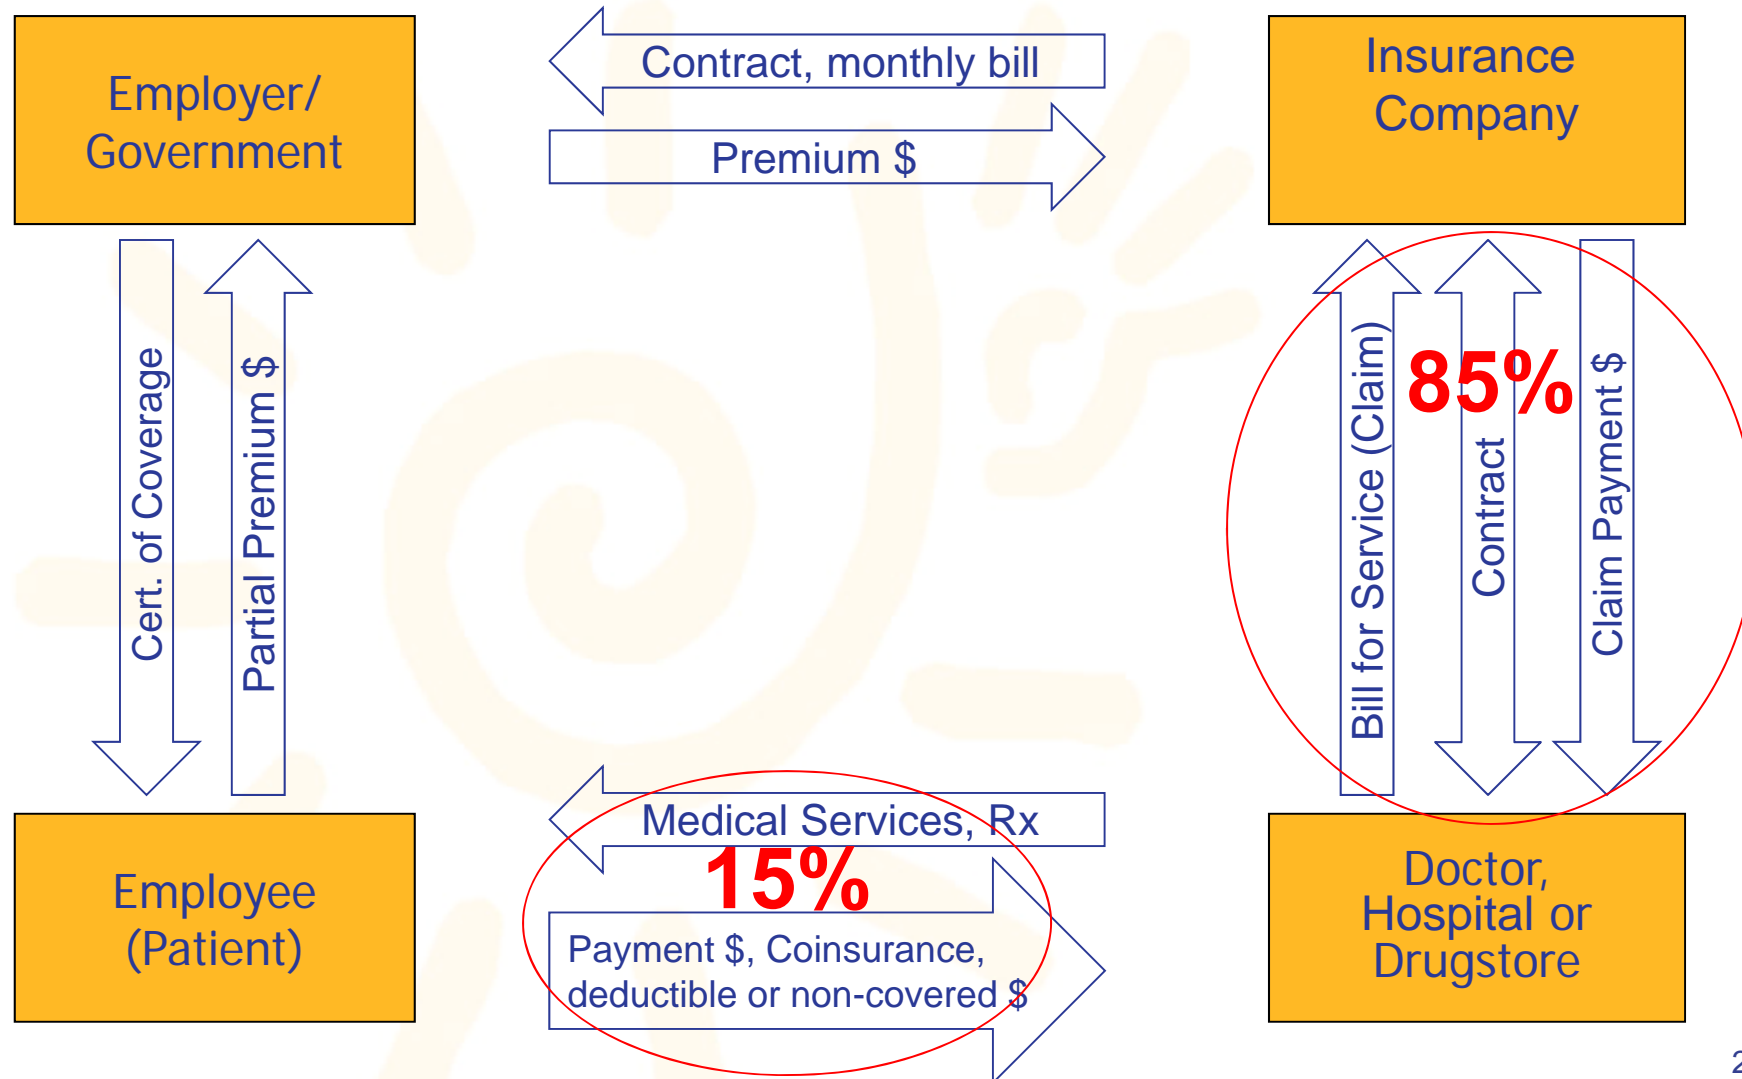 Employer/
Government
Contract, monthly bill
Premium $
Insurance
Company
Cert. of Coverage
Partial Premium $
Bill for Service (Claim)
85%
Contract
Claim Payment $
Employee
(Patient)
Medical Services, Rx
15%
Payment $, Coinsurance,
deductible or non-covered $
Doctor,
Hospital or
Drugstore
2